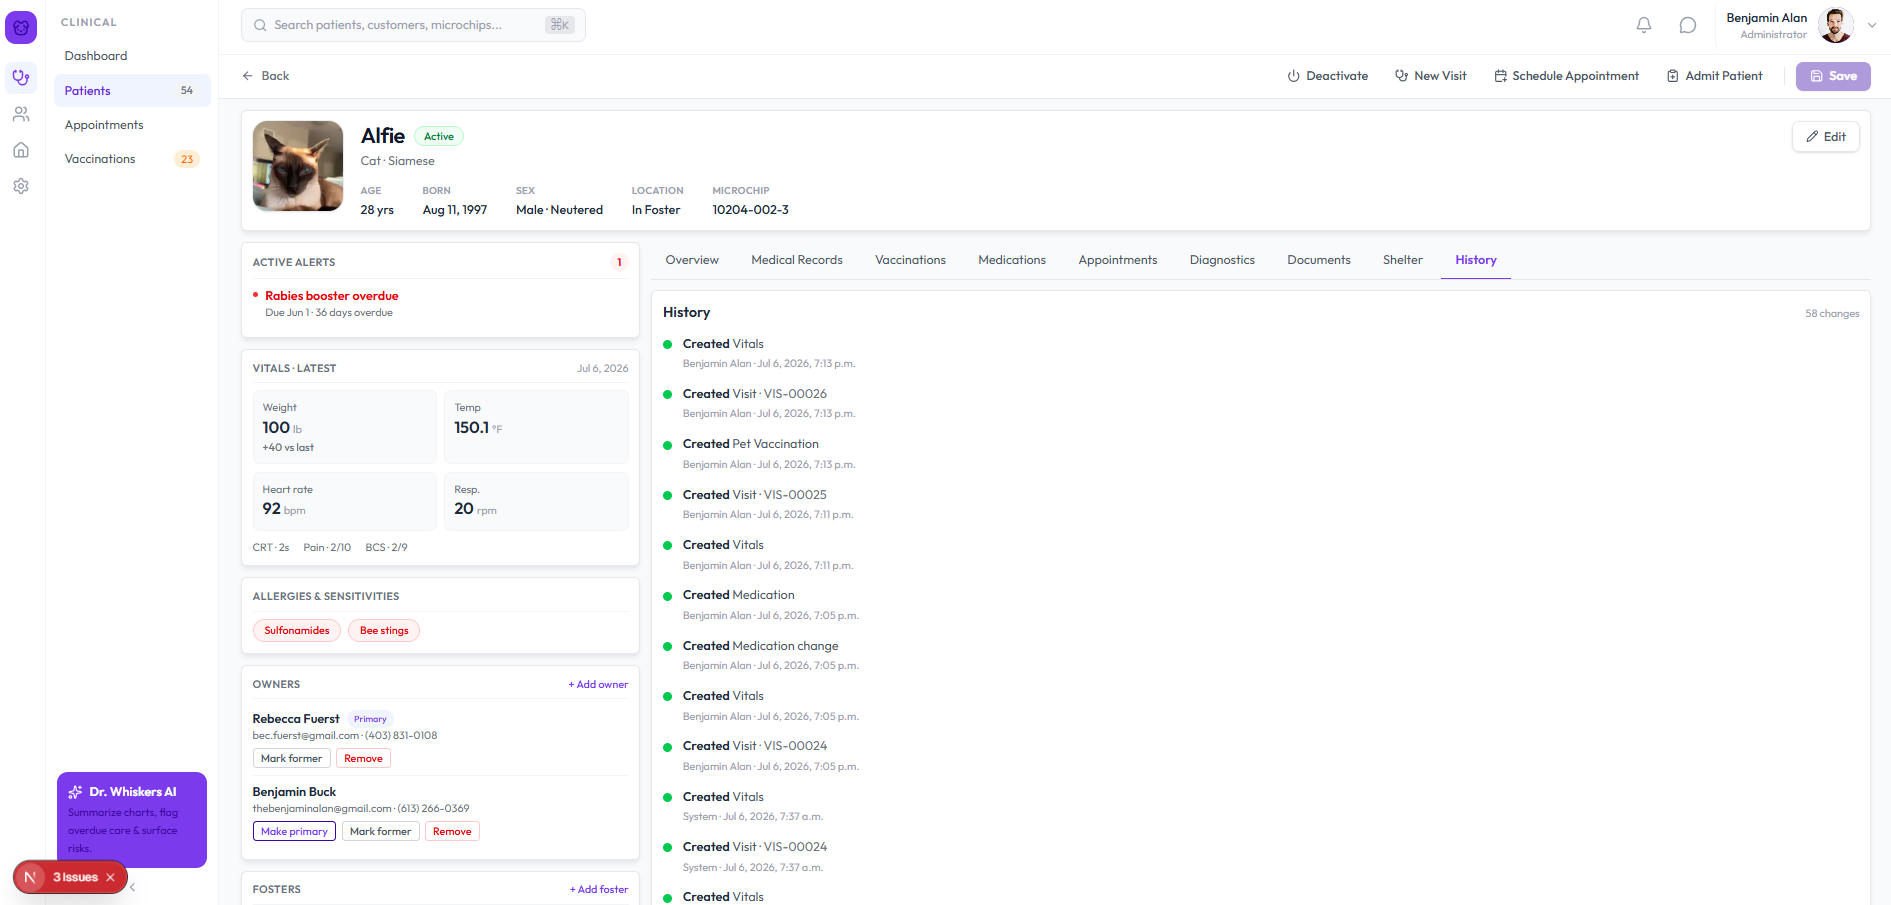 CLINICAL
Dashboard
Patients 54
Appointments
Vaccinations 23
Dr. Whiskers AI
Summarize charts, flag
overdue care & surface
risks.
N 3 Issues
Search patients, customers, microchips... ⌘K
Benjamin Alan
Administrator
Back
Deactivate
New Visit
Schedule Appointment
Admit Patient
Save
Alfie Active
Cat · Siamese
Edit
AGE BORN SEX LOCATION MICROCHIP
28 yrs Aug 11, 1997 Male · Neutered In Foster 10204-002-3
ACTIVE ALERTS 1
Rabies booster overdue
Due Jun 1 · 36 days overdue
VITALS · LATEST Jul 6, 2026
Weight
100 lb
+40 vs last
Temp
150.1 °F
Heart rate
92 bpm
Resp.
20 rpm
CRT · 2s Pain · 2/10 BCS · 2/9
ALLERGIES & SENSITIVITIES
Sulfonamides Bee stings
OWNERS + Add owner
Rebecca Fuerst Primary
bec.fuerst@gmail.com · (403) 831-0108
Mark former Remove
Benjamin Buck
thebenjaminalan@gmail.com · (613) 266-0369
Make primary Mark former Remove
FOSTERS + Add foster
Overview Medical Records Vaccinations Medications Appointments Diagnostics Documents Shelter History
History 58 changes
Created Vitals
Benjamin Alan · Jul 6, 2026, 7:13 p.m.
Created Visit · VIS-00026
Benjamin Alan · Jul 6, 2026, 7:13 p.m.
Created Pet Vaccination
Benjamin Alan · Jul 6, 2026, 7:13 p.m.
Created Visit · VIS-00025
Benjamin Alan · Jul 6, 2026, 7:11 p.m.
Created Vitals
Benjamin Alan · Jul 6, 2026, 7:11 p.m.
Created Medication
Benjamin Alan · Jul 6, 2026, 7:05 p.m.
Created Medication change
Benjamin Alan · Jul 6, 2026, 7:05 p.m.
Created Vitals
Benjamin Alan · Jul 6, 2026, 7:05 p.m.
Created Visit · VIS-00024
Benjamin Alan · Jul 6, 2026, 7:05 p.m.
Created Vitals
System · Jul 6, 2026, 7:37 a.m.
Created Visit · VIS-00024
System · Jul 6, 2026, 7:37 a.m.
Created Vitals